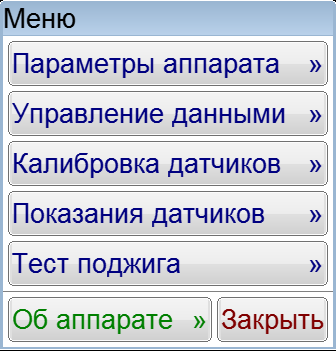 Меню
Параметры аппарата »
Управление данными »
Калибровка датчиков »
Показания датчиков »
Тест поджига »
Об аппарате » Закрыть